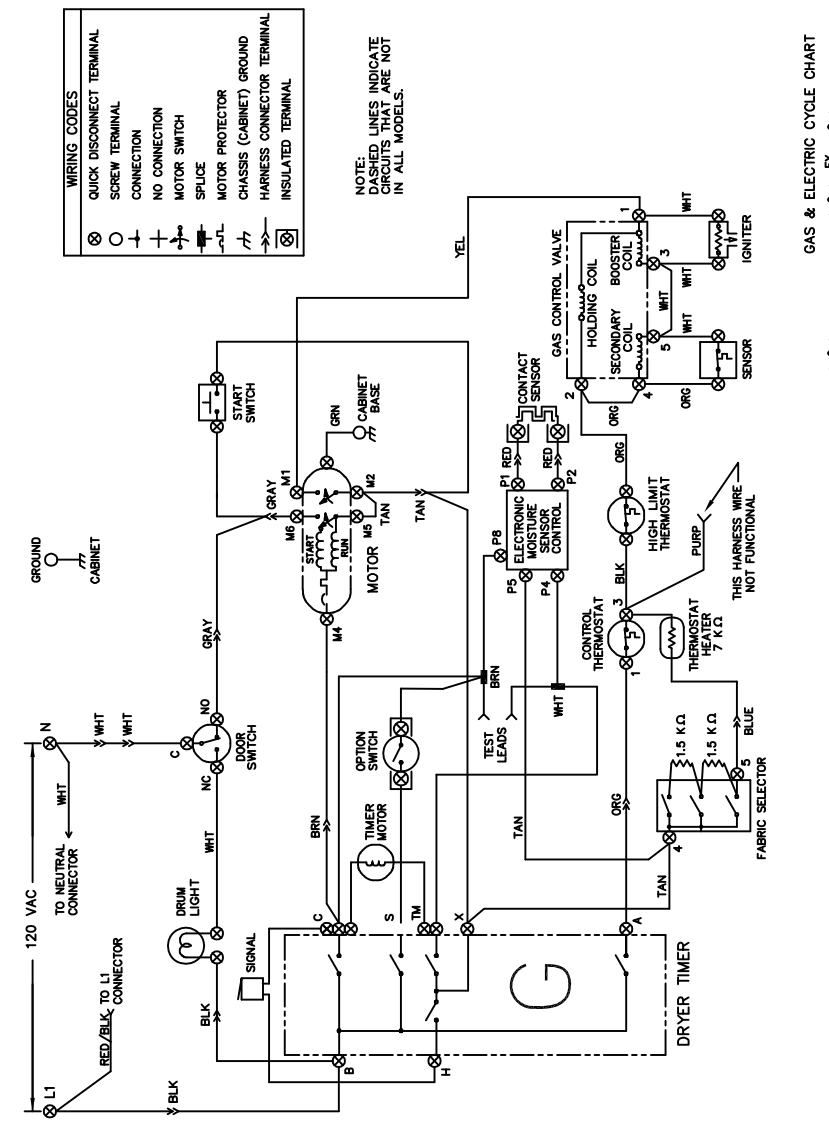 WIRING CODES
QUICK DISCONNECT TERMINAL
SCREW TERMINAL
CONNECTION
NO CONNECTION
MOTOR SWITCH
SPLICE
MOTOR PROTECTOR
CHASSIS (CABINET) GROUND
HARNESS CONNECTOR TERMINAL
INSULATED TERMINAL
NOTE:
DASHED LINES INDICATE
CIRCUITS THAT ARE NOT
IN ALL MODELS.
GROUND
CABINET
L1
120 VAC
N
RED/BLK TO L1
CONNECTOR
TO NEUTRAL
CONNECTOR
WHT
WHT
WHT
BLK
BLK
DRUM
LIGHT
WHT
NC
C
NO
DOOR
SWITCH
GRAY
GRAY
START
SWITCH
SIGNAL
BRN
M4
M6
M1
START
RUN
M5
M2
MOTOR
TAN
TAN
GRN
CABINET
BASE
YEL
B
H
C
S
TM
X
A
G
DRYER TIMER
TIMER
MOTOR
OPTION
SWITCH
BRN
TEST
LEADS
WHT
P8
P5
P4
P1
P2
ELECTRONIC
MOISTURE
SENSOR
CONTROL
RED
RED
CONTACT
SENSOR
TAN
TAN
ORG
1
CONTROL
THERMOSTAT
3
BLK
HIGH LIMIT
THERMOSTAT
ORG
ORG
ORG
THERMOSTAT
HEATER
7 KΩ
PURP
THIS HARNESS WIRE
NOT FUNCTIONAL
4
5
1.5 KΩ
1.5 KΩ
BLUE
FABRIC SELECTOR
GAS CONTROL VALVE
HOLDING COIL
SECONDARY
COIL
BOOSTER
COIL
2
4
5
3
1
WHT
WHT
WHT
WHT
SENSOR
IGNITER
GAS & ELECTRIC CYCLE CHART